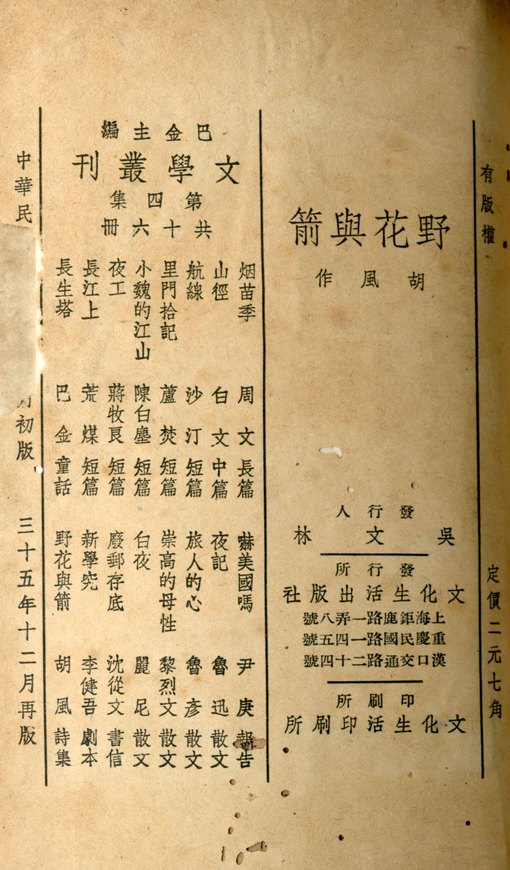 有版權
定價二元七角
野花與箭
胡風作
發行人
吳文林
發行所
文化生活出版社
上海鉅鹿路一弄八號
重慶民國路一四五號
漢口交通路二十四號
印刷所
文化生活印刷所
巴金主編
文學叢刊
第四集
共十六冊
烟苗季 周文 長篇
山徑 白文 中篇
航線 沙汀 短篇
里門拾記 蘆焚 短篇
小魏的江山 陳白塵 短篇
夜工 蔣牧良 短篇
長江上 荒煤 短篇
長生塔 巴金 童話
嚇美國嗎 尹庚 報告
夜記 魯迅 散文
旅人的心 魯彥 散文
崇高的母性 黎烈文 散文
白夜 麗尼 散文
廢郵存底 沈從文 書信
新學究 李健吾 劇本
野花與箭 胡風 詩集
中華民
初版
三十五年十二月再版